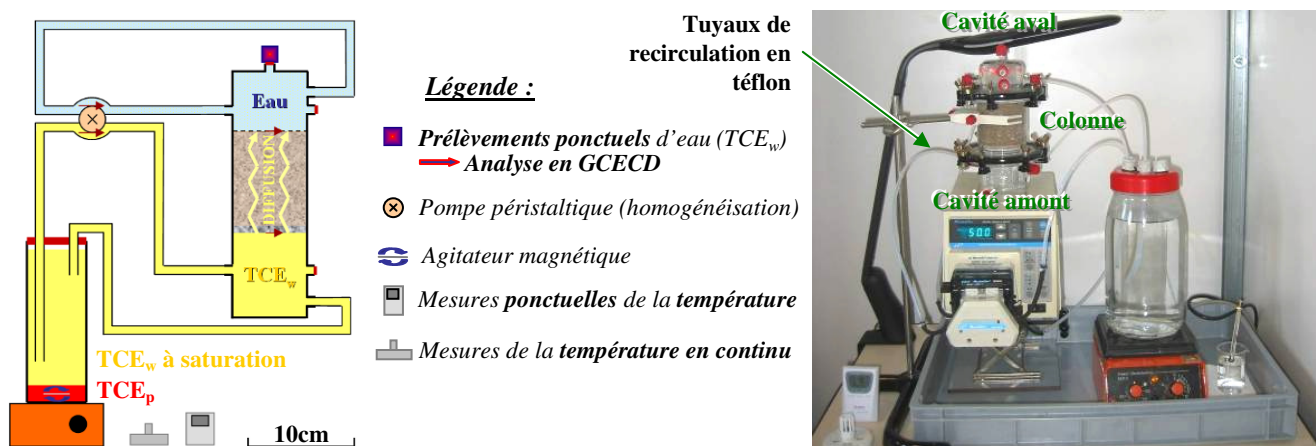 Eau
DIFFUSION
TCEw
TCEw à saturation
TCEp
10cm
Légende :
Prélèvements ponctuels d'eau (TCEw)
Analyse en GCECD
Pompe péristaltique (homogénéisation)
Agitateur magnétique
Mesures ponctuelles de la température
Mesures de la température en continu
Tuyaux de
recirculation en
téflon
Cavité aval
Colonne
Cavité amont
500